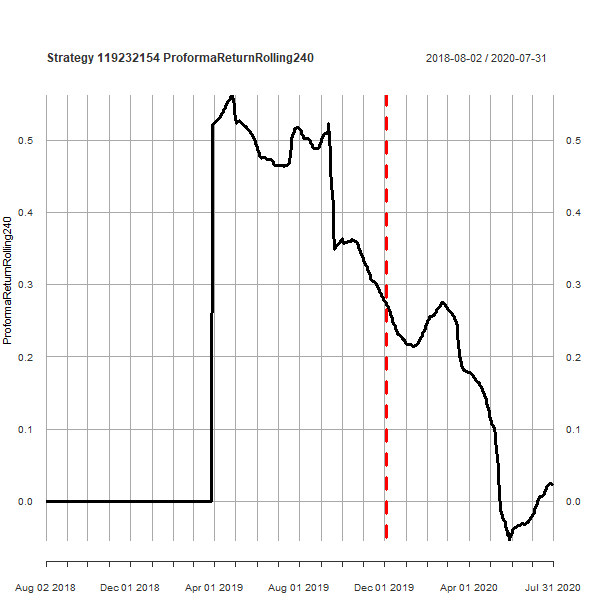 Strategy 119232154 ProformaReturnRolling240
2018-08-02 / 2020-07-31
ProformaReturnRolling240
0.5
0.4
0.3
0.2
0.1
0.0
0.5
0.4
0.3
0.2
0.1
0.0
Aug 02 2018
Dec 01 2018
Apr 01 2019
Aug 01 2019
Dec 01 2019
Apr 01 2020
Jul 31 2020